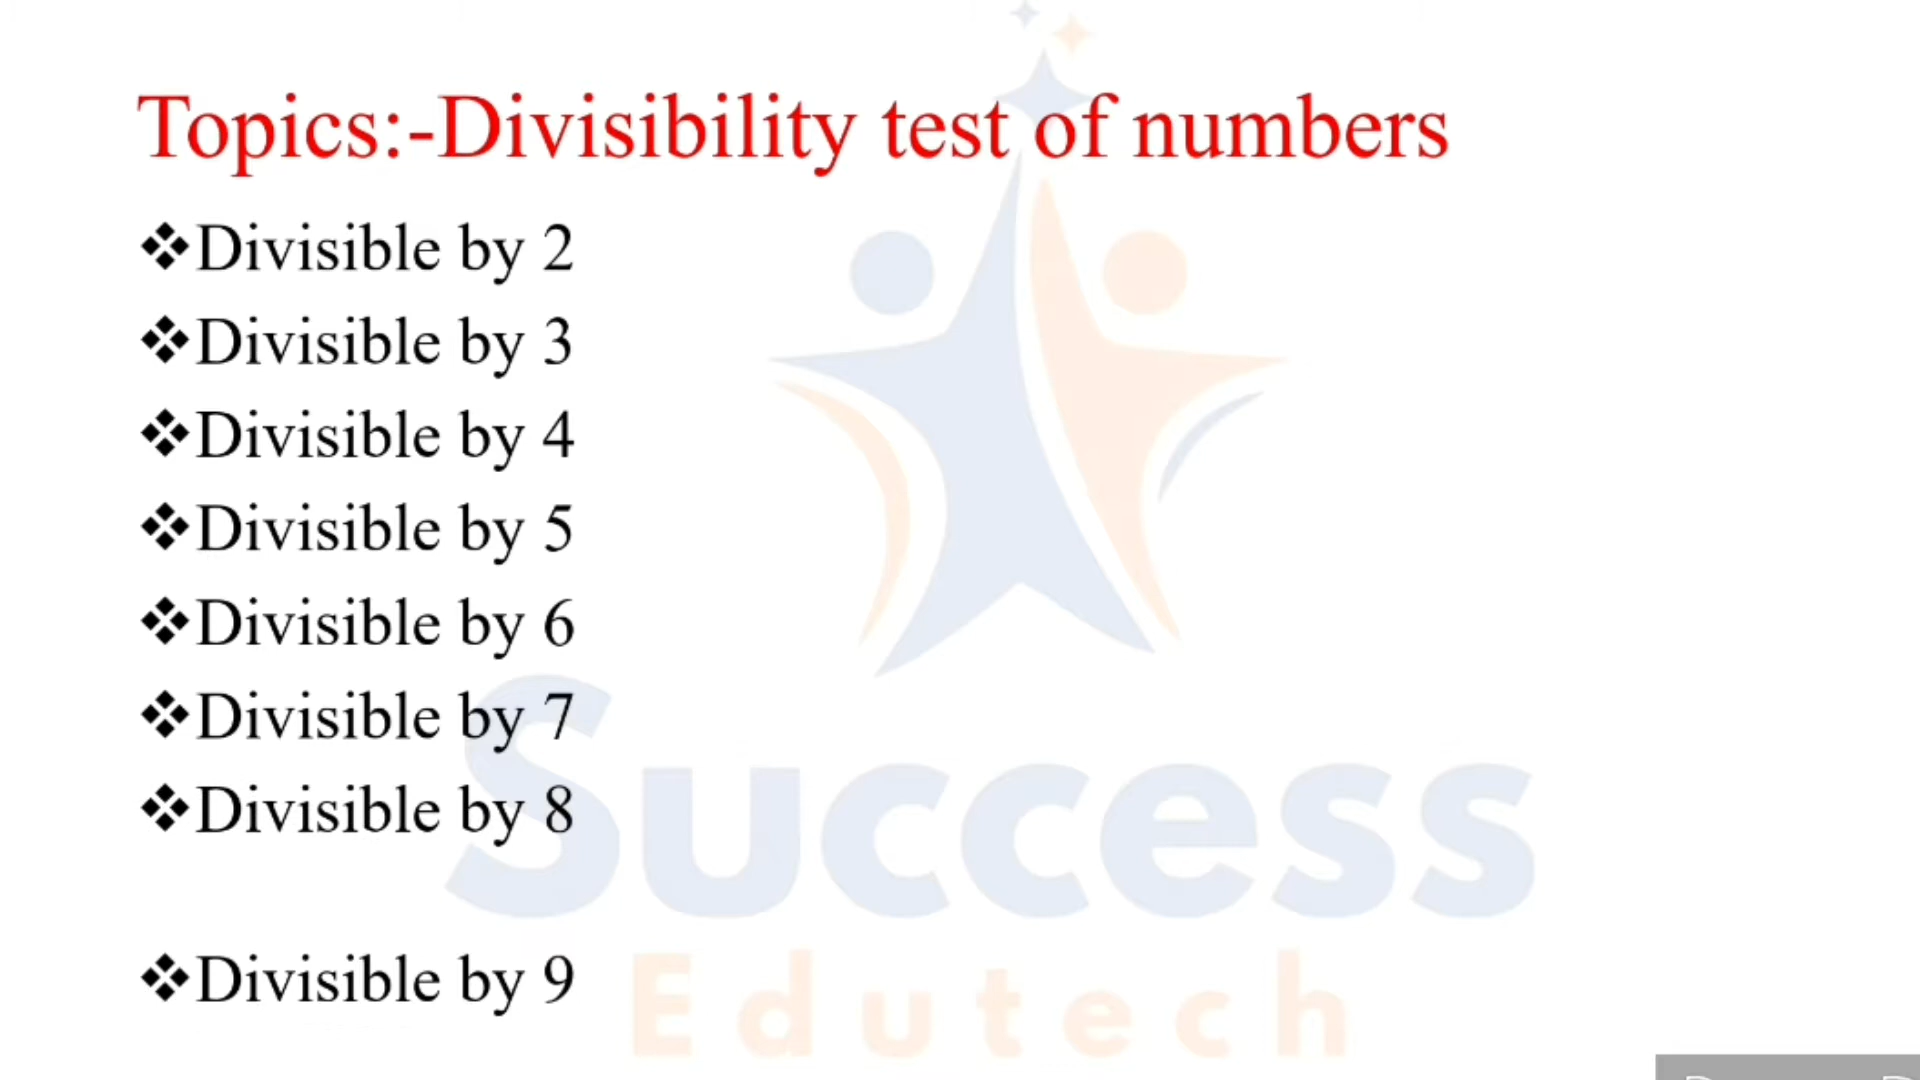 Topics:-Divisibility test of numbers
❖Divisible by 2
❖Divisible by 3
❖Divisible by 4
❖Divisible by 5
❖Divisible by 6
❖Divisible by 7
❖Divisible by 8
❖Divisible by 9
Success
Edutech